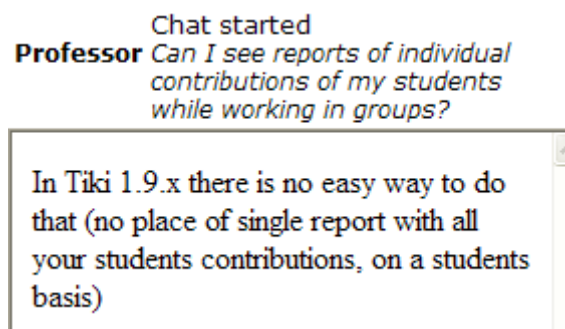 Chat started
Professor Can I see reports of individual
contributions of my students
while working in groups?
In Tiki 1.9.x there is no easy way to do
that (no place of single report with all
your students contributions, on a students
basis)